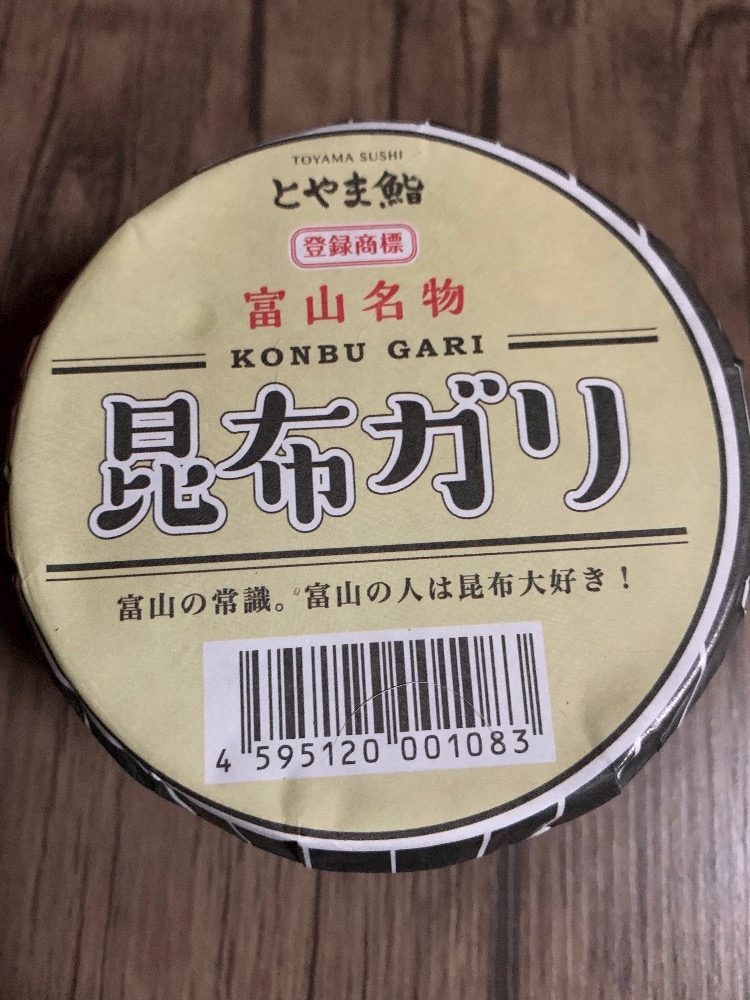 TOYAMA SUSHI
とやま鮨
登録商標
富山名物
KONBU GARI
昆布ガリ
富山の常識。富山の人は昆布大好き！
4 595120 001083